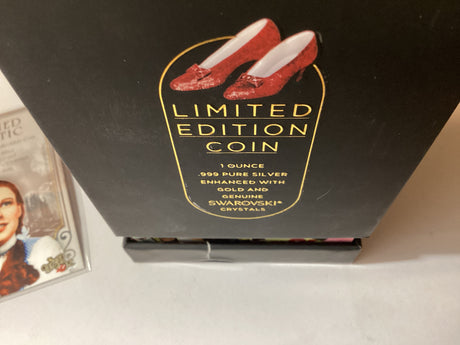 LIMITED
EDITION
COIN
1 OUNCE
.999 PURE SILVER
ENHANCED WITH
GOLD AND
GENUINE
SWAROVSKI®
CRYSTALS